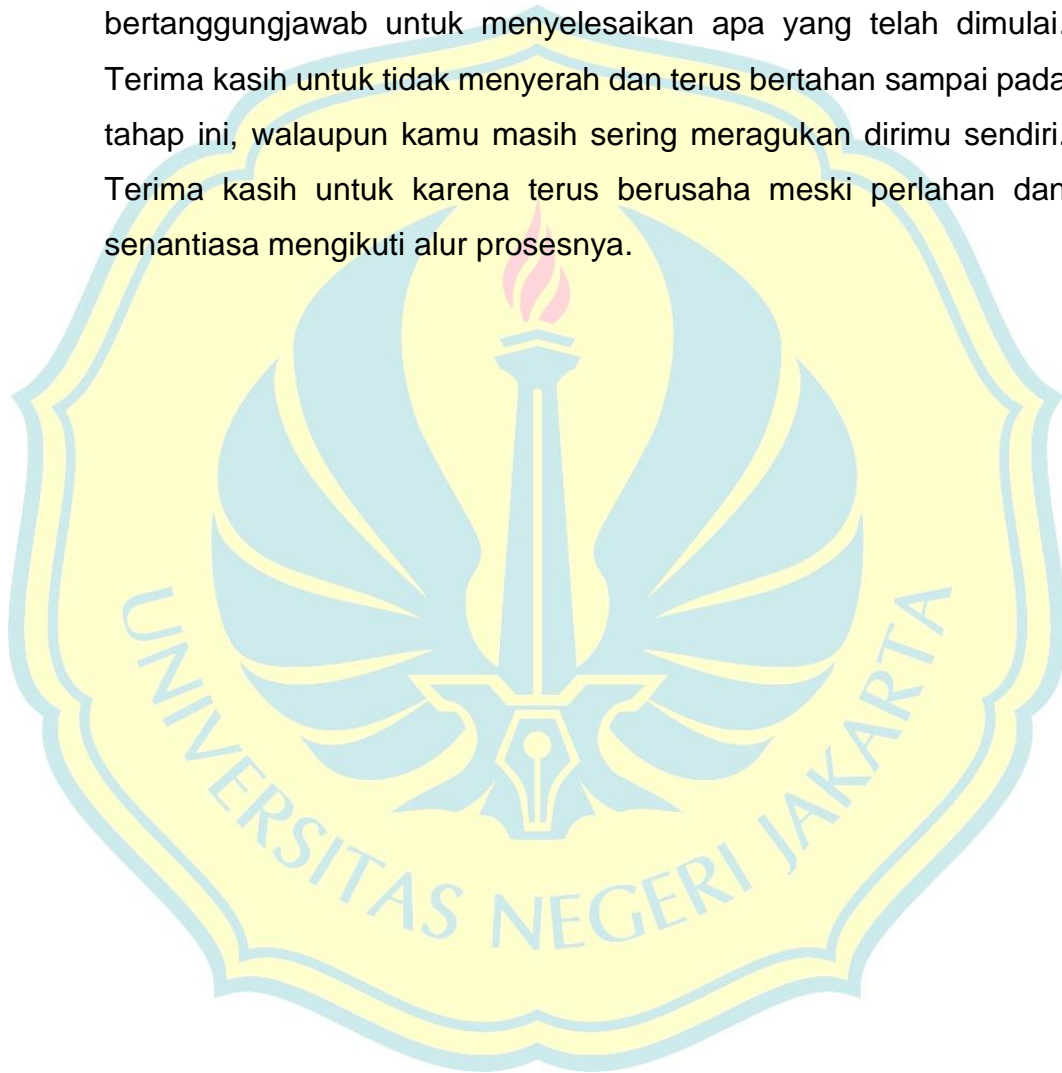 bertanggungjawab untuk menyelesaikan apa yang telah dimulai.
Terima kasih untuk tidak menyerah dan terus bertahan sampai pada
tahap ini, walaupun kamu masih sering meragukan dirimu sendiri.
Terima kasih untuk karena terus berusaha meski perlahan dan
senantiasa mengikuti alur prosesnya.
UNIVERSITAS NEGERI JAKARTA